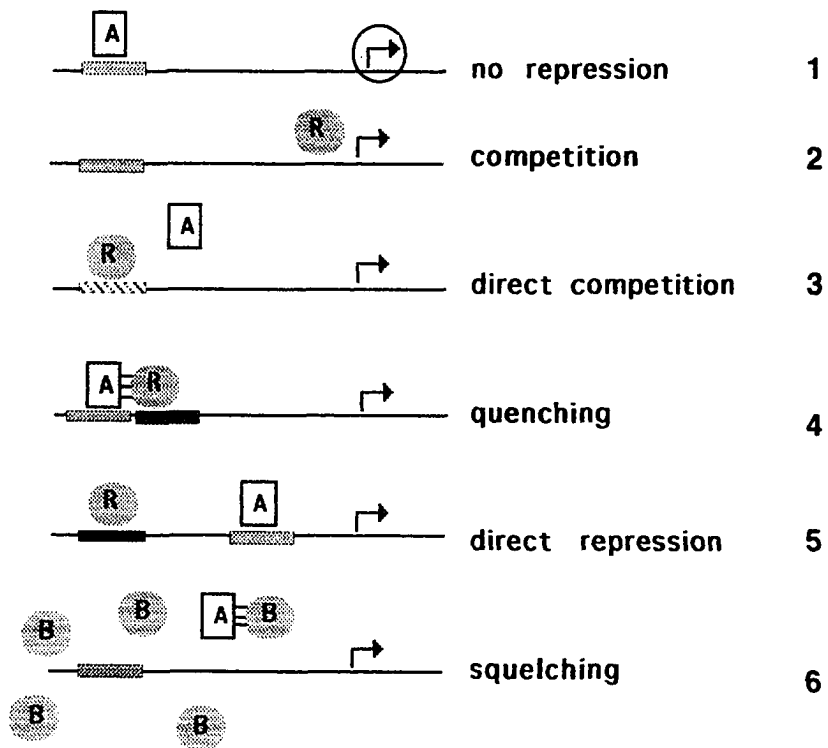 A
no repression 1
R
competition 2
A
R
direct competition 3
A R
quenching 4
R A
direct repression 5
B B A B
squelching 6
B B